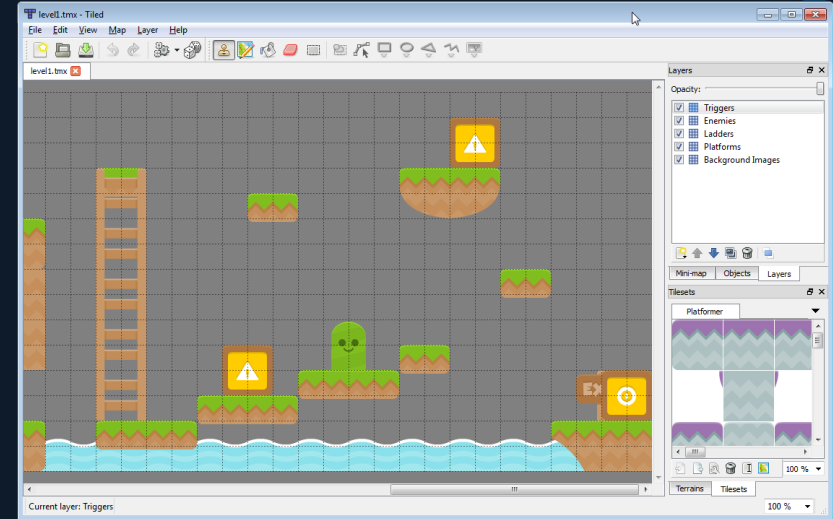 level1.tmx - Tiled
File Edit View Map Layer Help
level1.tmx
Layers
Opacity:
Triggers
Enemies
Ladders
Platforms
Background Images
Mini-map Objects Layers
Tilesets
Platformer
EX
100 %
Terrains Tilesets
Current layer: Triggers
100 %